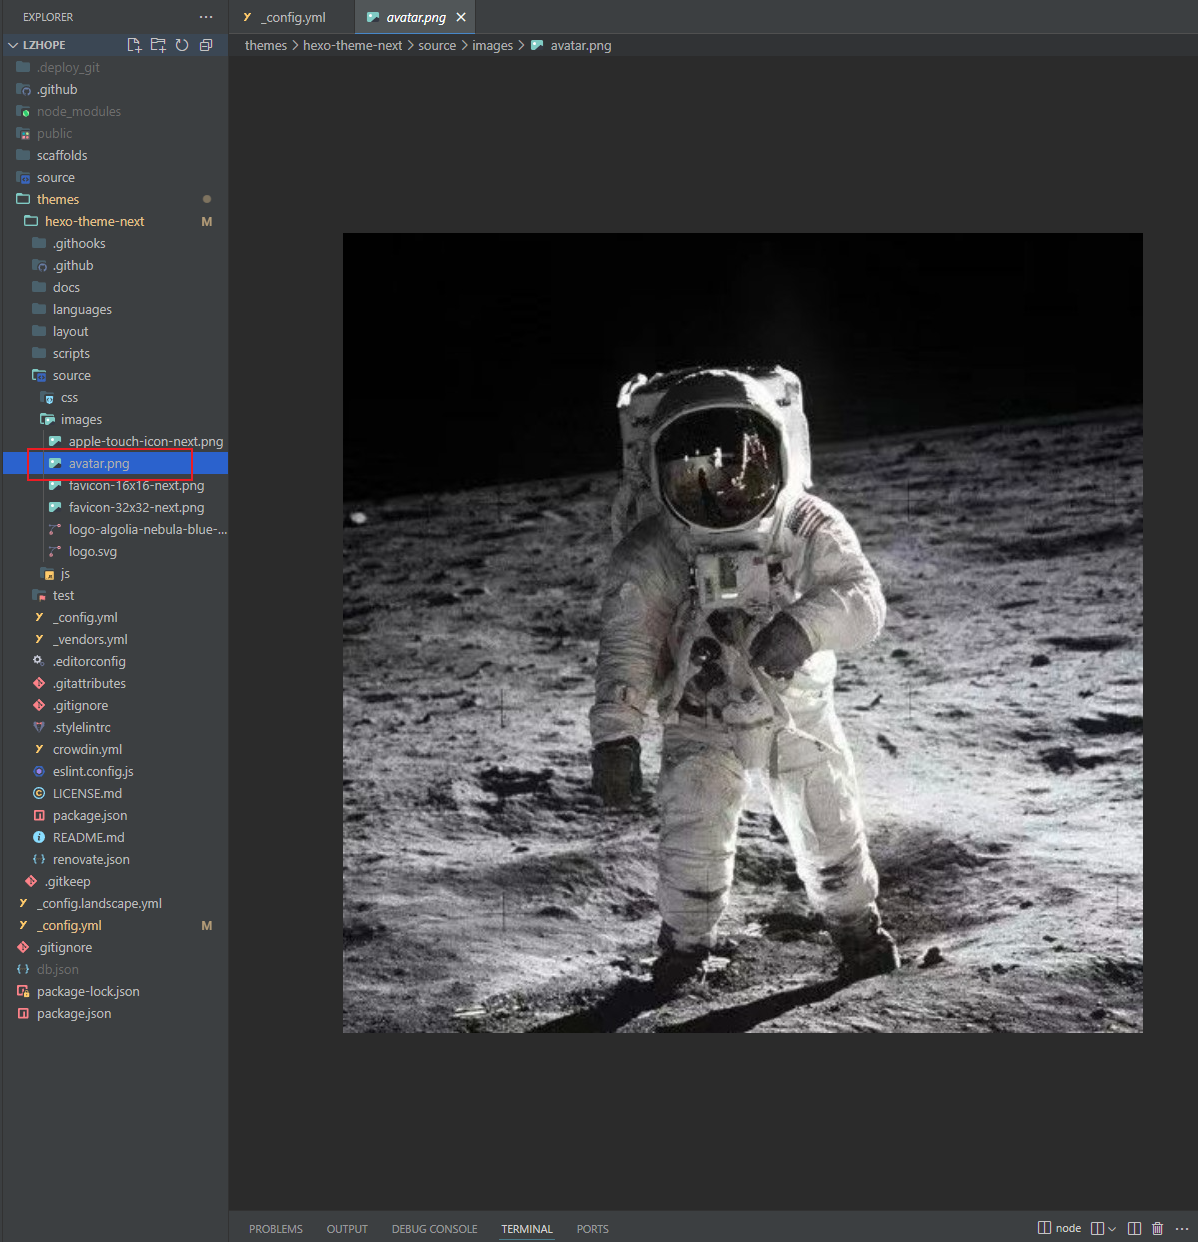 EXPLORER
LZHOPE
.deploy_git
.github
node_modules
public
scaffolds
source
themes
hexo-theme-next M
.githooks
.github
docs
languages
layout
scripts
source
css
images
apple-touch-icon-next.png
avatar.png
favicon-16x16-next.png
favicon-32x32-next.png
logo-algolia-nebula-blue-...
logo.svg
js
test
_config.yml
_vendors.yml
.editorconfig
.gitattributes
.gitignore
.stylelintrc
crowdin.yml
eslint.config.js
LICENSE.md
package.json
README.md
renovate.json
.gitkeep
_config.landscape.yml
_config.yml M
.gitignore
db.json
package-lock.json
package.json
_config.yml avatar.png
themes > hexo-theme-next > source > images > avatar.png
PROBLEMS OUTPUT DEBUG CONSOLE TERMINAL PORTS node